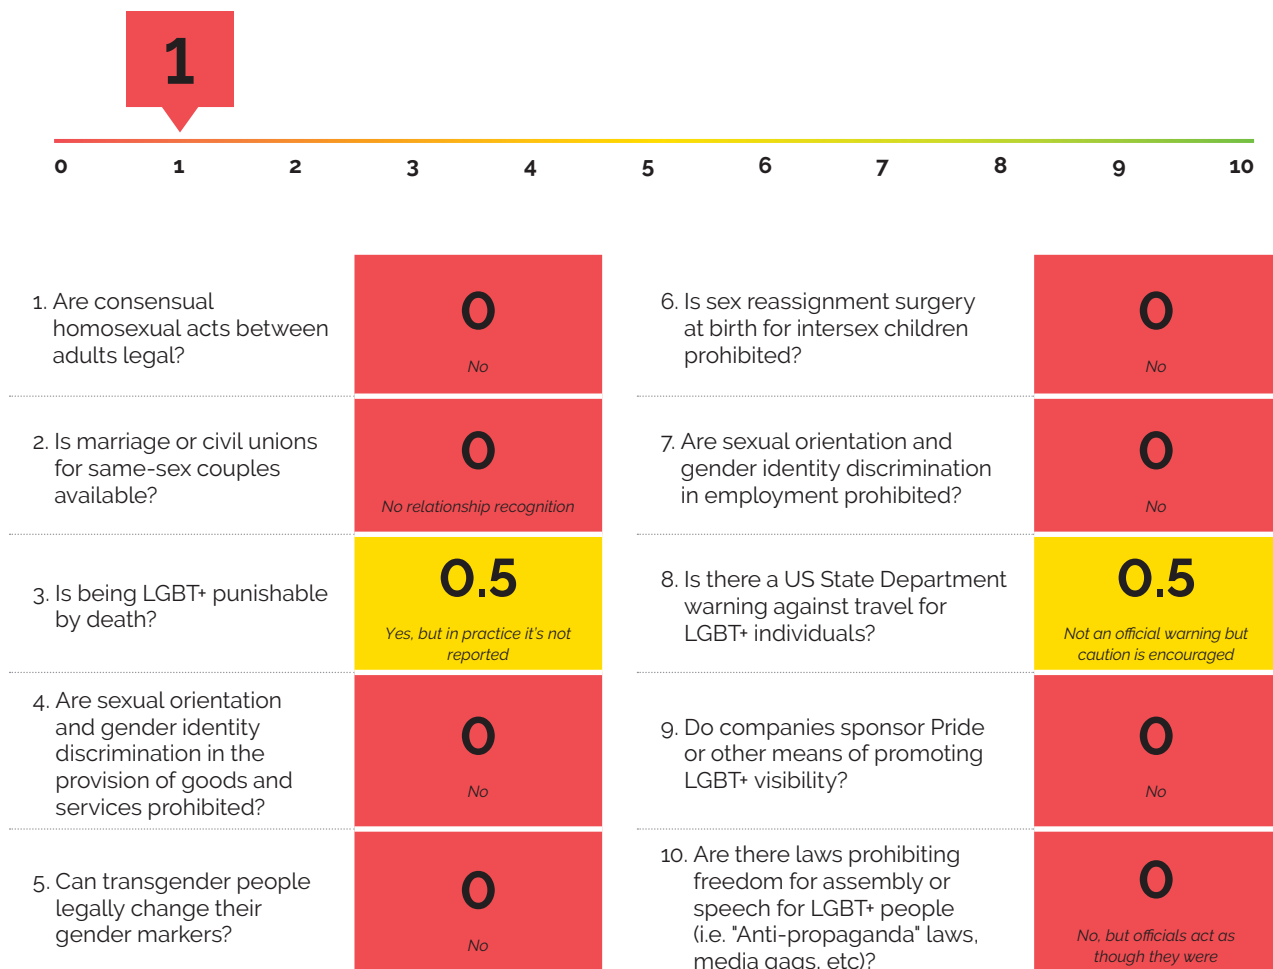 1
0 1 2 3 4 5 6 7 8 9 10
1. Are consensual
homosexual acts between
adults legal?
0
No
2. Is marriage or civil unions
for same-sex couples
available?
0
No relationship recognition
3. Is being LGBT+ punishable
by death?
0.5
Yes, but in practice it's not
reported
4. Are sexual orientation
and gender identity
discrimination in the
provision of goods and
services prohibited?
0
No
5. Can transgender people
legally change their
gender markers?
0
No
6. Is sex reassignment surgery
at birth for intersex children
prohibited?
0
No
7. Are sexual orientation and
gender identity discrimination
in employment prohibited?
0
No
8. Is there a US State Department
warning against travel for
LGBT+ individuals?
0.5
Not an official warning but
caution is encouraged
9. Do companies sponsor Pride
or other means of promoting
LGBT+ visibility?
0
No
10. Are there laws prohibiting
freedom for assembly or
speech for LGBT+ people
(i.e. "Anti-propaganda" laws,
media gags, etc)?
0
No, but officials act as
though they were